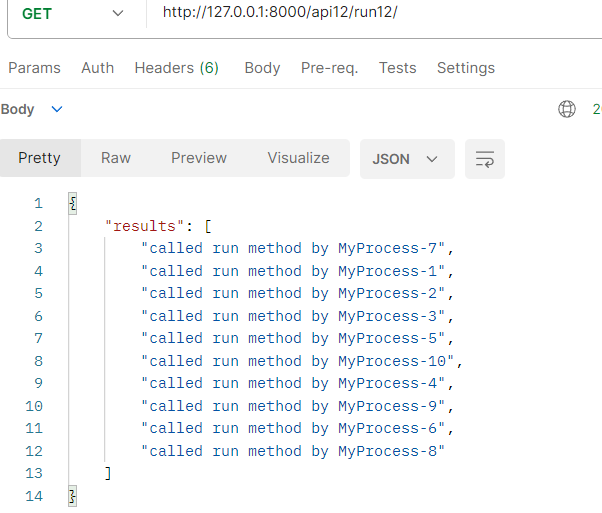 GET http://127.0.0.1:8000/api12/run12/
Params Auth Headers (6) Body Pre-req. Tests Settings
Body 2
Pretty Raw Preview Visualize JSON
1 {
2 "results": [
3 "called run method by MyProcess-7",
4 "called run method by MyProcess-1",
5 "called run method by MyProcess-2",
6 "called run method by MyProcess-3",
7 "called run method by MyProcess-5",
8 "called run method by MyProcess-10",
9 "called run method by MyProcess-4",
10 "called run method by MyProcess-9",
11 "called run method by MyProcess-6",
12 "called run method by MyProcess-8"
13 ]
14 }